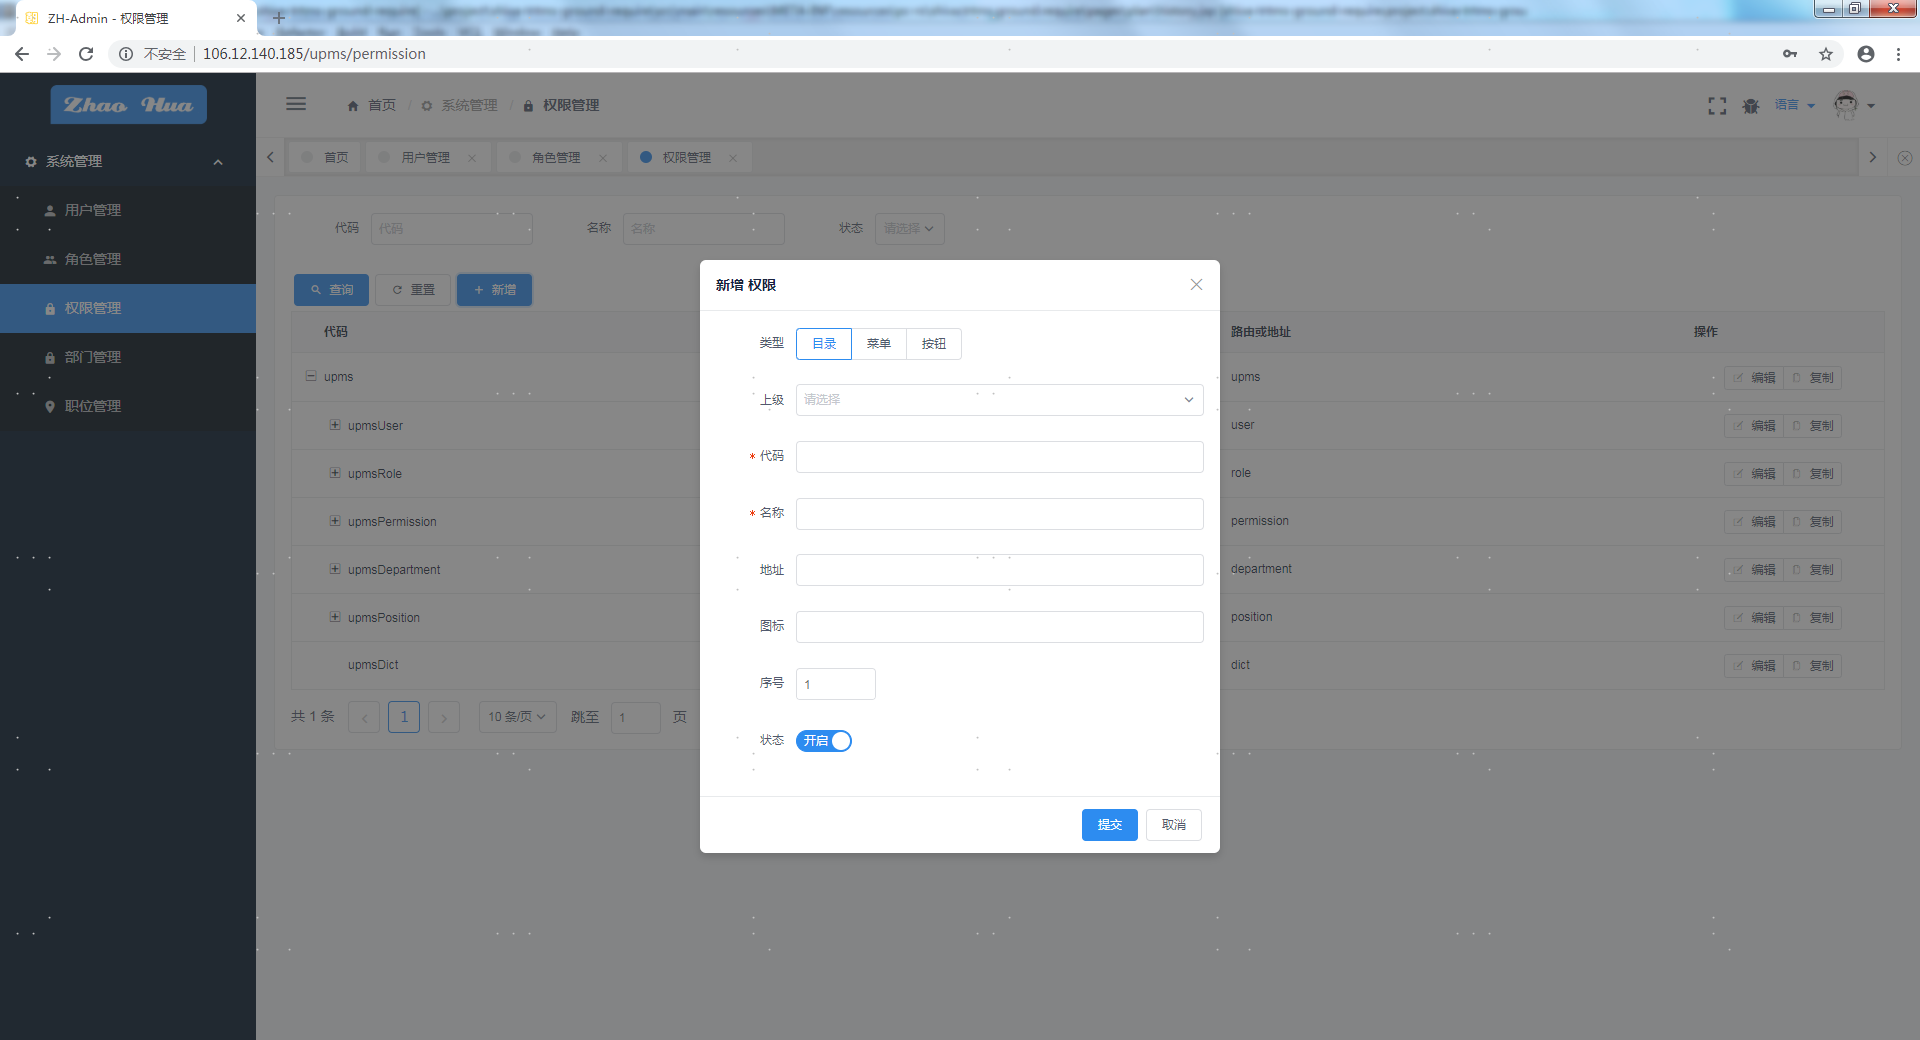 ZH-Admin - 权限管理
不安全 | 106.12.140.185/upms/permission
Zhao Hua
首页 / 系统管理 / 权限管理
语言
系统管理
用户管理
角色管理
权限管理
部门管理
职位管理
首页 用户管理 角色管理 权限管理
代码 代码 名称 名称 状态 请选择
查询 重置 新增
代码 路由或地址 操作
upms upms 编辑 复制
upmsUser user 编辑 复制
upmsRole role 编辑 复制
upmsPermission permission 编辑 复制
upmsDepartment department 编辑 复制
upmsPosition position 编辑 复制
upmsDict dict 编辑 复制
共 1 条 < 1 > 10 条/页 跳至 1 页
新增 权限
类型 目录 菜单 按钮
上级 请选择
* 代码
* 名称
地址
图标
序号 1
状态 开启
提交 取消